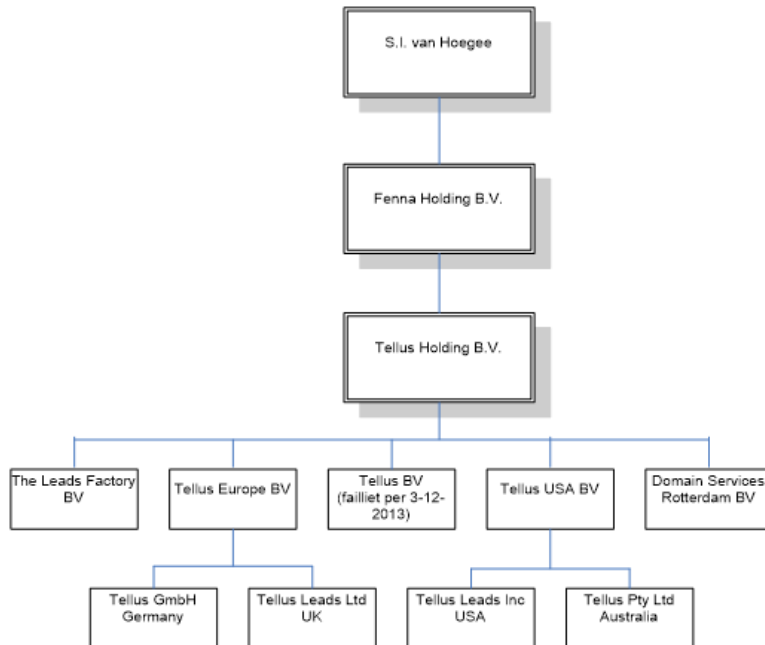 S.I. van Hoegee
Fenna Holding B.V.
Tellus Holding B.V.
The Leads Factory
BV
Tellus Europe BV
Tellus BV
(failliet per 3-12-
2013)
Tellus USA BV
Domain Services
Rotterdam BV
Tellus GmbH
Germany
Tellus Leads Ltd
UK
Tellus Leads Inc
USA
Tellus Pty Ltd
Australia